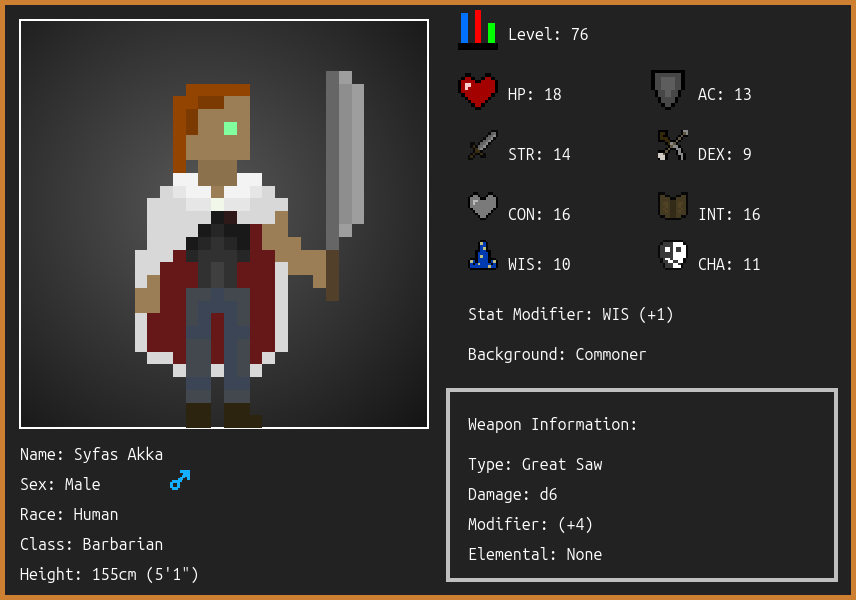 Level: 76
HP: 18
AC: 13
STR: 14
DEX: 9
CON: 16
INT: 16
WIS: 10
CHA: 11
Stat Modifier: WIS (+1)
Background: Commoner
Weapon Information:
Type: Great Saw
Damage: d6
Modifier: (+4)
Elemental: None
Name: Syfas Akka
Sex: Male
Race: Human
Class: Barbarian
Height: 155cm (5'1")